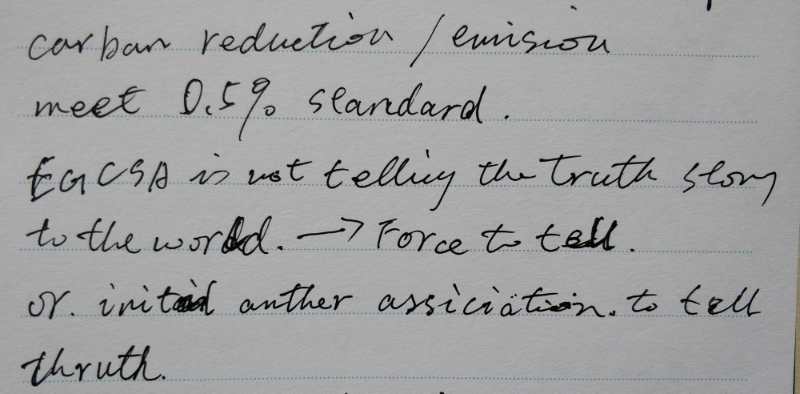 carban reduction / emision
meet 0.5% standard.
EGCSA is not telling the truth story
to the world. → Force to tell.
or. anther assiciation. to tell
thruth.